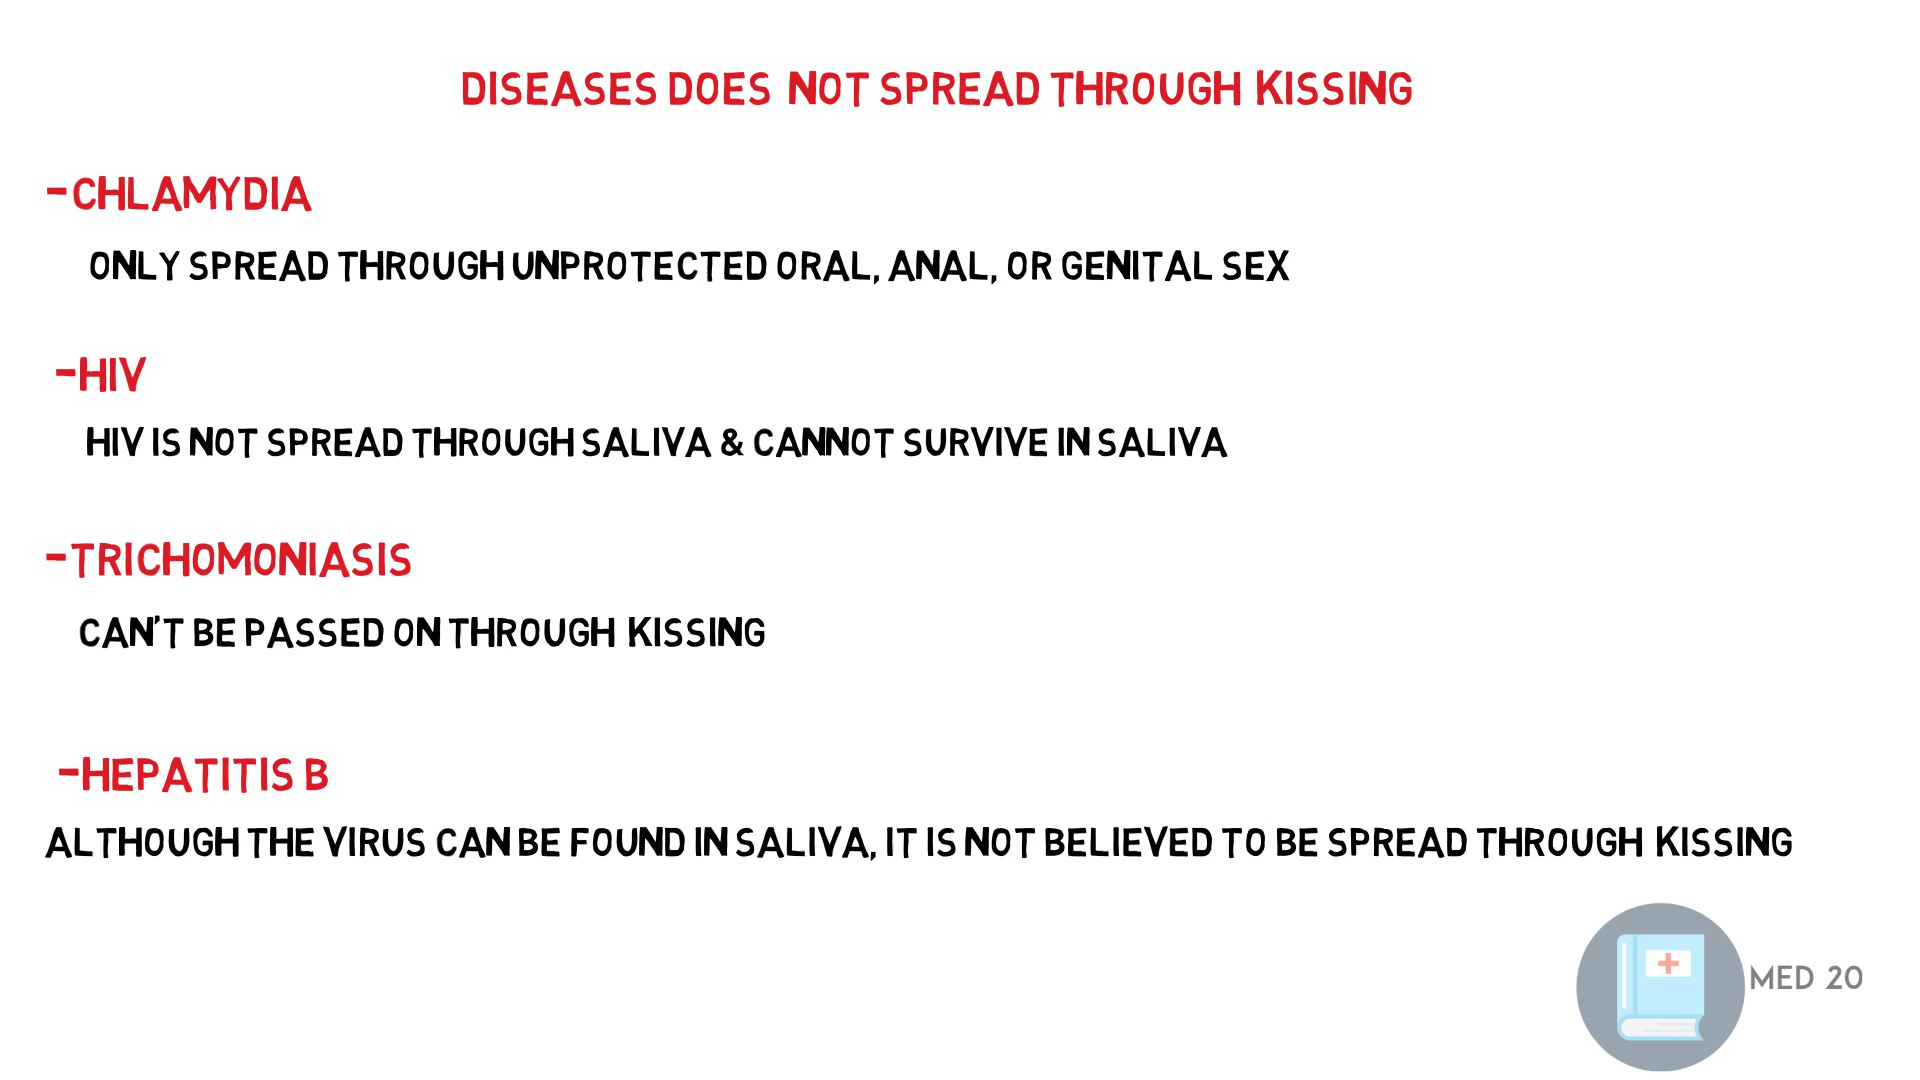 DISEASES DOES NOT SPREAD THROUGH KISSING
-CHLAMYDIA
ONLY SPREAD THROUGH UNPROTECTED ORAL, ANAL, OR GENITAL SEX
-HIV
HIV IS NOT SPREAD THROUGH SALIVA & CANNOT SURVIVE IN SALIVA
-TRICHOMONIASIS
CAN'T BE PASSED ON THROUGH KISSING
-HEPATITIS B
ALTHOUGH THE VIRUS CAN BE FOUND IN SALIVA, IT IS NOT BELIEVED TO BE SPREAD THROUGH KISSING
MED 20